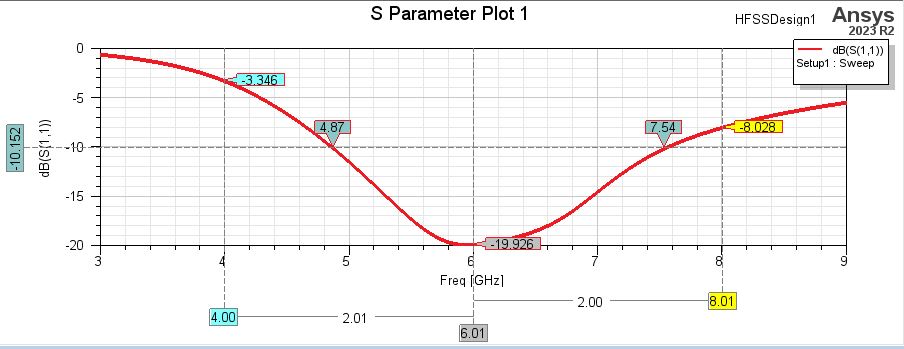 S Parameter Plot 1
HFSSDesign1
Ansys
2023 R2
dB(S(1,1))
Setup1 : Sweep
0
-5
-10
-15
-20
dB(S(1,1))
-10.152
-3.346
4.87
7.54
-8.028
-19.926
3
4
5
6
7
8
9
Freq [GHz]
4.00
2.01
6.01
2.00
8.01